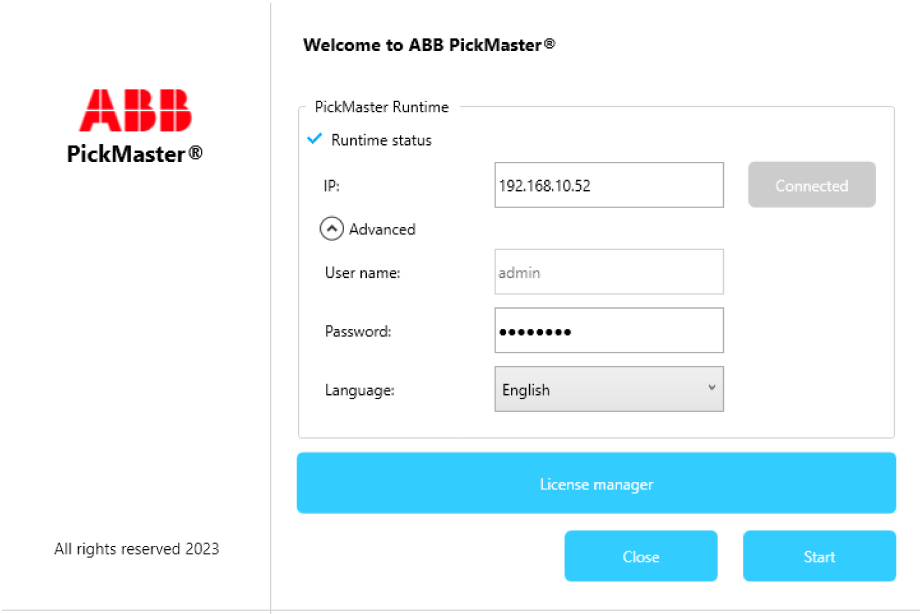 ABB
PickMaster®
All rights reserved 2023
Welcome to ABB PickMaster®
PickMaster Runtime
Runtime status
IP:
192.168.10.52
Connected
Advanced
User name:
admin
Password:
••••••••
Language:
English
License manager
Close
Start